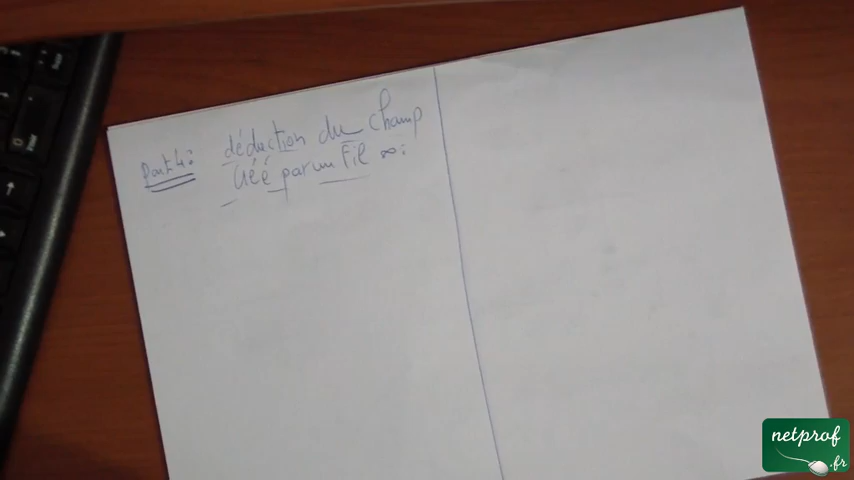 Part 4: déduction du champ
créé par un fil ∞:
netprof
.fr